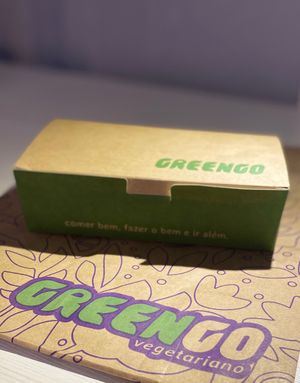 GREENGO
comer bem, fazer o bem e ir além.
GREENGO
vegetariano